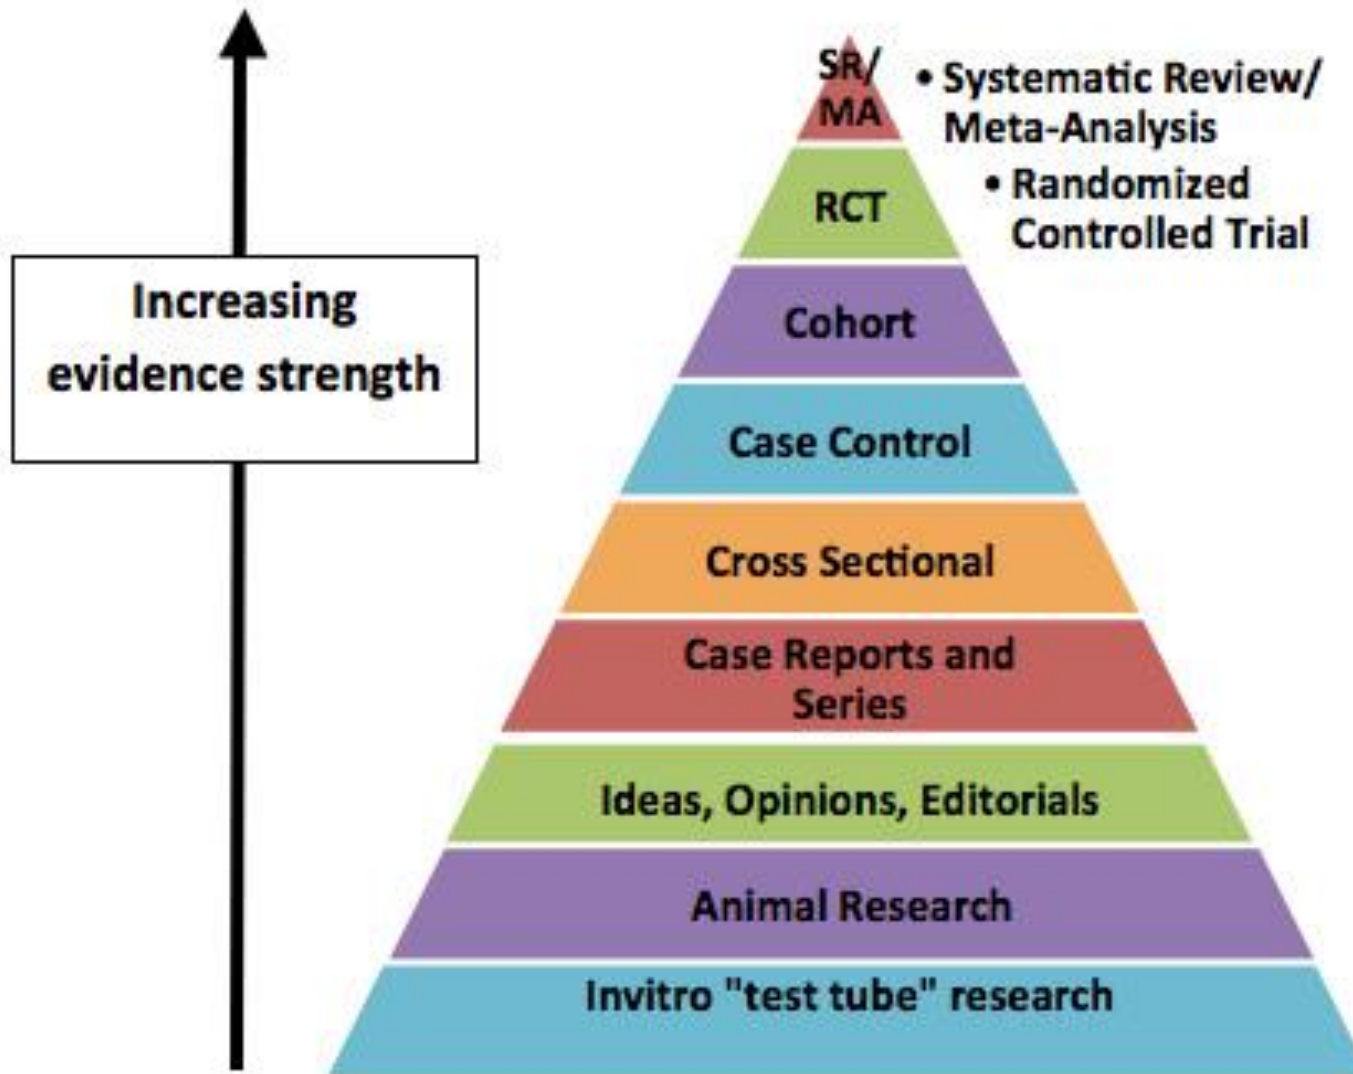 SR/
MA
• Systematic Review/
Meta-Analysis
RCT
• Randomized
Controlled Trial
Increasing
evidence strength
Cohort
Case Control
Cross Sectional
Case Reports and
Series
Ideas, Opinions, Editorials
Animal Research
Invitro "test tube" research